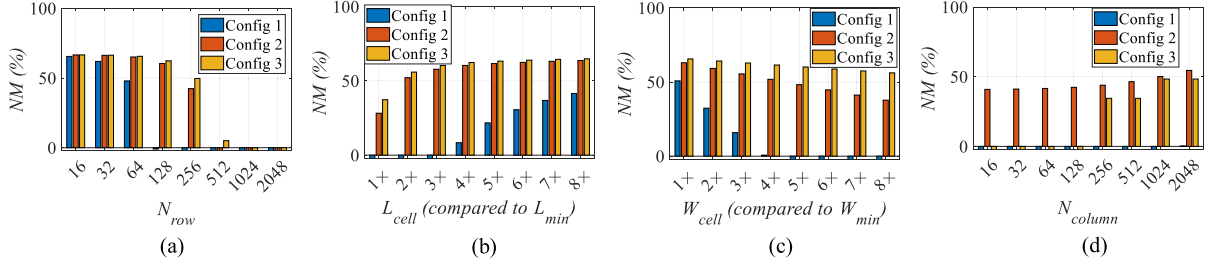 100
50
0
NM (%)
Config 1
Config 2
Config 3
16 32 64 128 256 512 1024 2048
N_row
(a)
100
50
0
NM (%)
Config 1
Config 2
Config 3
1× 2× 3× 4× 5× 6× 7× 8×
L_cell (compared to L_min)
(b)
100
50
0
NM (%)
Config 1
Config 2
Config 3
1× 2× 3× 4× 5× 6× 7× 8×
W_cell (compared to W_min)
(c)
100
50
0
NM (%)
Config 1
Config 2
Config 3
16 32 64 128 256 512 1024 2048
N_column
(d)